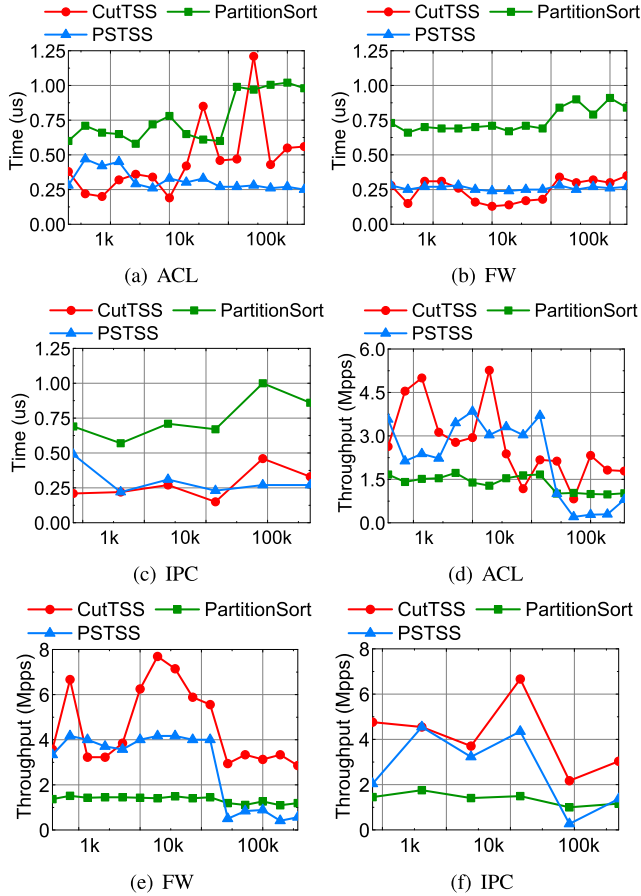 CutTSS PartitionSort CutTSS PartitionSort
PSTSS PSTSS
Time (us) 1.25 1.00 0.75 0.50 0.25 0.00
1k 10k 100k
Time (us) 1.25 1.00 0.75 0.50 0.25 0.00
1k 10k 100k
(a) ACL (b) FW
CutTSS PartitionSort CutTSS PartitionSort
PSTSS PSTSS
Time (us) 1.25 1.00 0.75 0.50 0.25 0.00
1k 10k 100k
Throughput (Mpps) 6.0 4.5 3.0 1.5 0.0
1k 10k 100k
(c) IPC (d) ACL
CutTSS PartitionSort CutTSS PartitionSort
PSTSS PSTSS
Throughput (Mpps) 8 6 4 2 0
1k 10k 100k
Throughput (Mpps) 8 6 4 2 0
1k 10k 100k
(e) FW (f) IPC